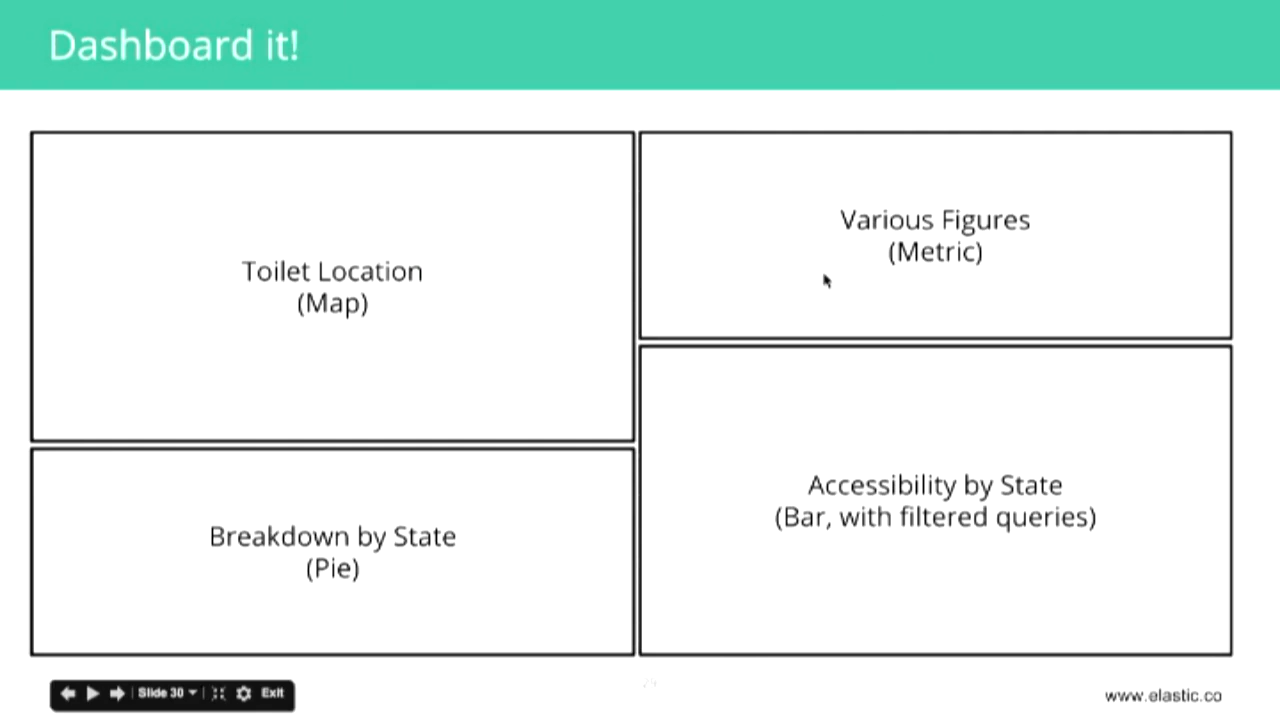 Dashboard it!
Toilet Location
(Map)
Various Figures
(Metric)
Breakdown by State
(Pie)
Accessibility by State
(Bar, with filtered queries)
Slide 30
Exit
www.elastic.co